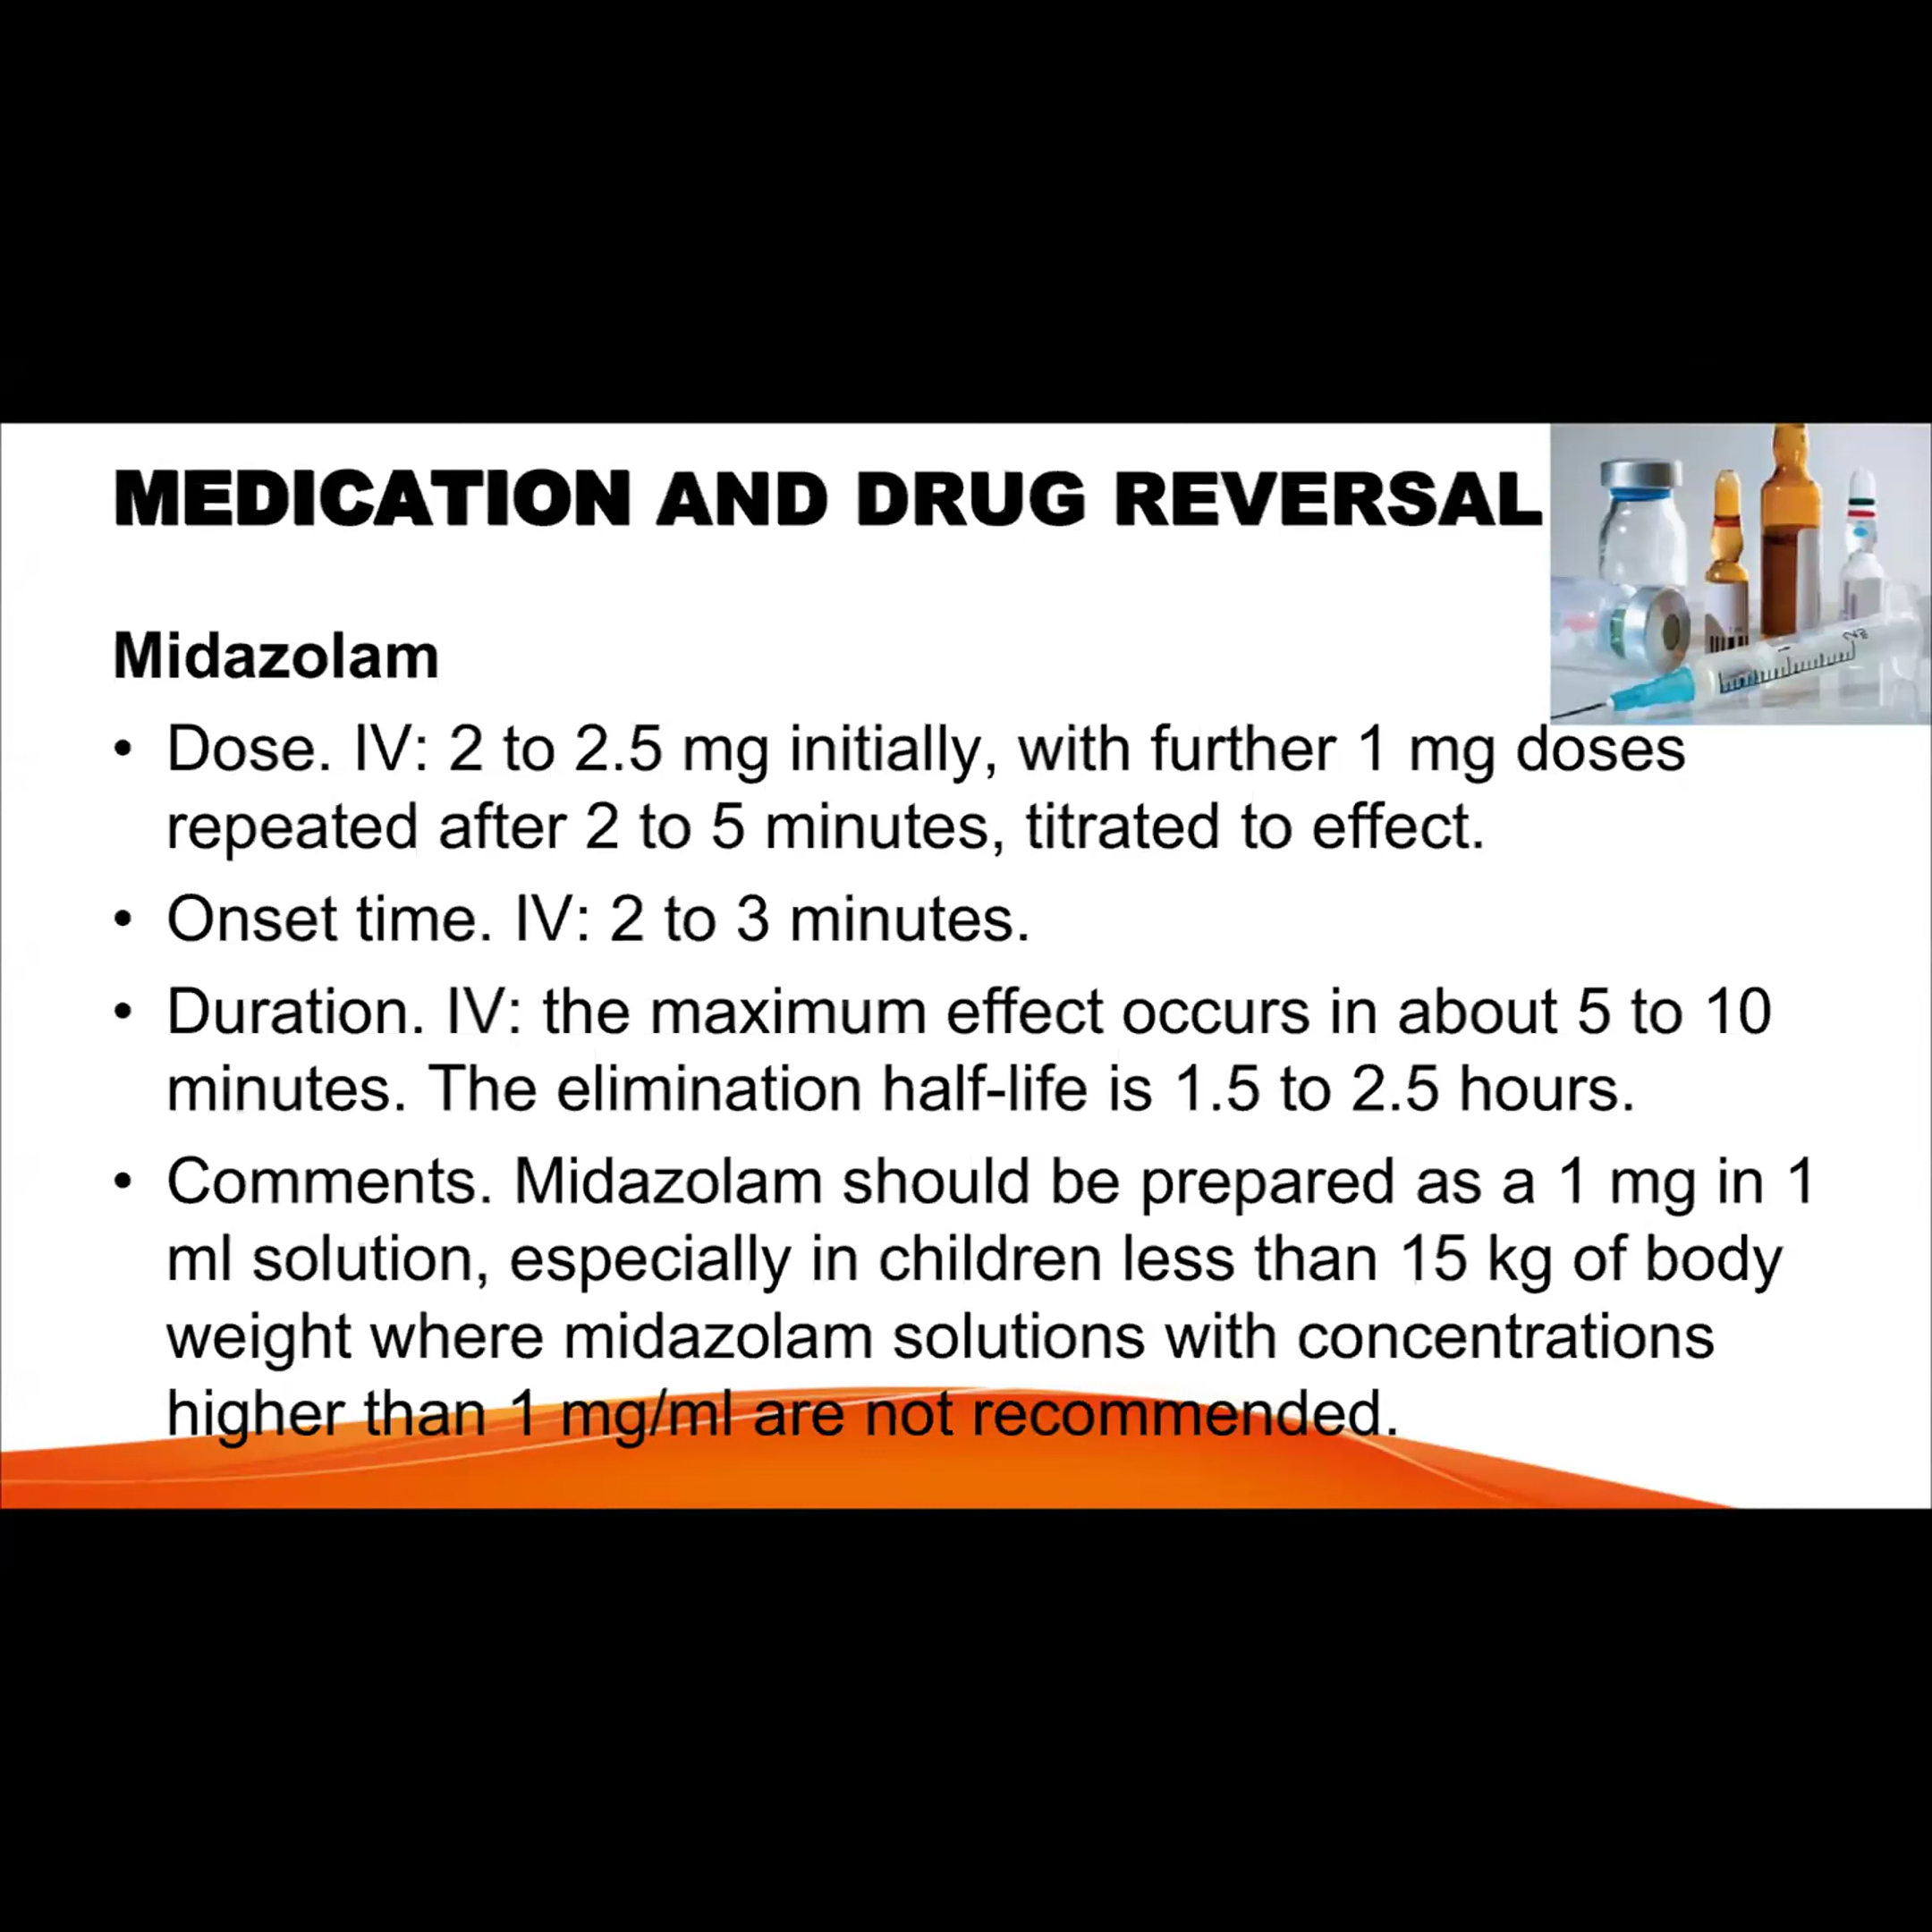 MEDICATION AND DRUG REVERSAL
Midazolam
• Dose. IV: 2 to 2.5 mg initially, with further 1 mg doses
repeated after 2 to 5 minutes, titrated to effect.
• Onset time. IV: 2 to 3 minutes.
• Duration. IV: the maximum effect occurs in about 5 to 10
minutes. The elimination half-life is 1.5 to 2.5 hours.
• Comments. Midazolam should be prepared as a 1 mg in 1
ml solution, especially in children less than 15 kg of body
weight where midazolam solutions with concentrations
higher than 1 mg/ml are not recommended.